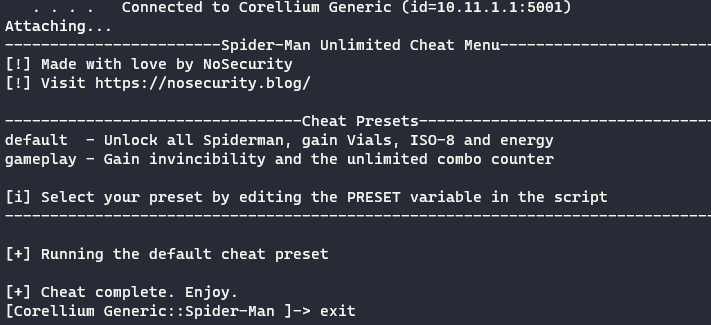 . . . .   Connected to Corellium Generic (id=10.11.1.1:5001)
Attaching...
------------------------Spider-Man Unlimited Cheat Menu------------------------
[!] Made with love by NoSecurity
[!] Visit https://nosecurity.blog/
---------------------------------Cheat Presets---------------------------------
default  - Unlock all Spiderman, gain Vials, ISO-8 and energy
gameplay - Gain invincibility and the unlimited combo counter
[i] Select your preset by editing the PRESET variable in the script
-------------------------------------------------------------------------------
[+] Running the default cheat preset
[+] Cheat complete. Enjoy.
[Corellium Generic::Spider-Man ]-> exit